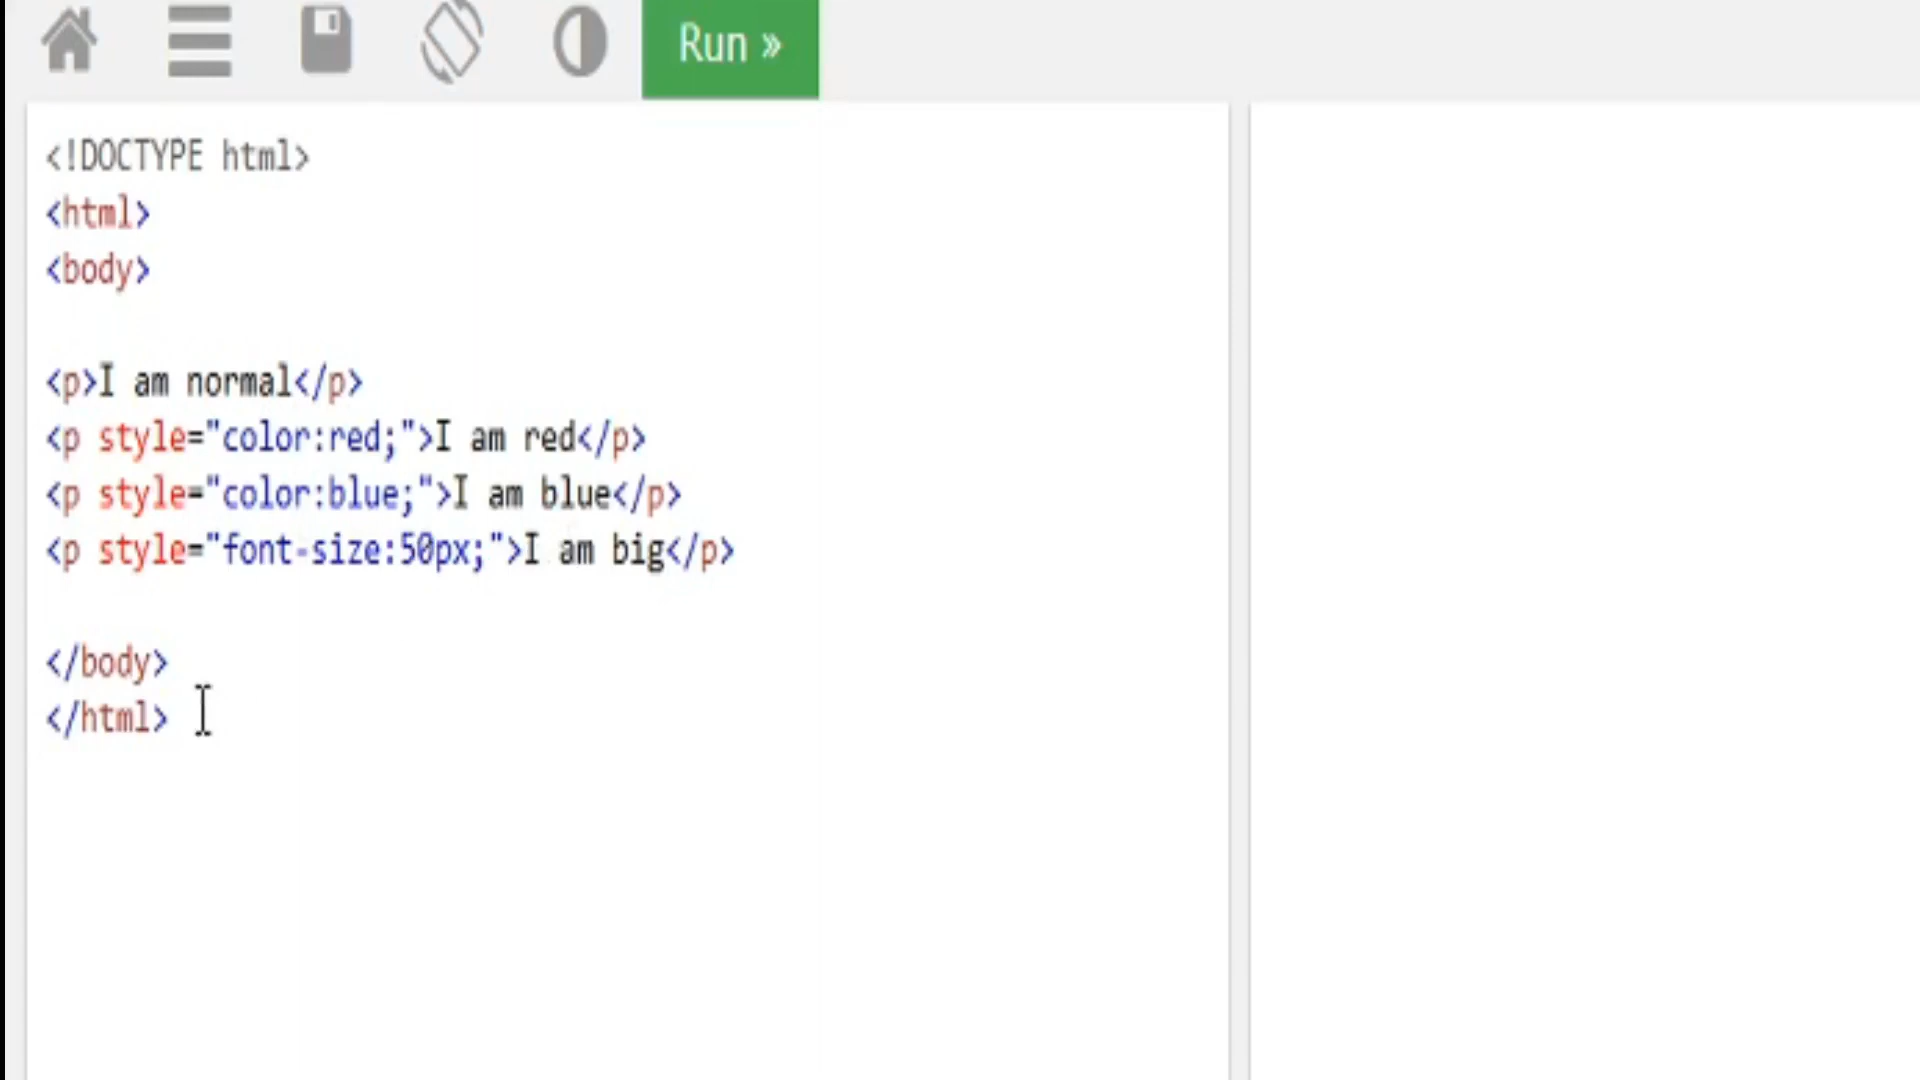 Run »
<!DOCTYPE html>
<html>
<body>
<p>I am normal</p>
<p style="color:red;">I am red</p>
<p style="color:blue;">I am blue</p>
<p style="font-size:50px;">I am big</p>
</body>
</html>